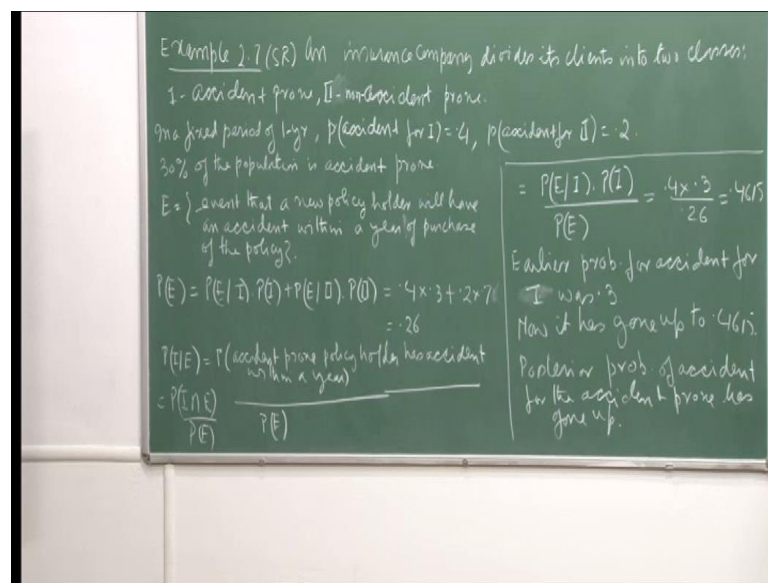 Example 2.7 (SR) An insurance Company divides its clients into two classes:
I - accident prone, II - non-accident prone.
In a fixed period of 1-yr, P(accident for I) = .4, P(accident for II) = .2.
30% of the population is accident prone.
E = { event that a new policy holder will have
an accident within a year of purchase
of the policy}.
P(E) = P(E/I). P(I) + P(E/II). P(II) = .4 x .3 + .2 x .7
= .26
P(I/E) = P(accident prone policy holder has accident
within a year)
= P(I∩E)
P(E)
P(E)
= P(E/I). P(I) = .4 x .3 = .4615
P(E) .26
Earlier prob. for accident for
I was .3
Now it has gone up to .4615.
Posterior prob. of accident
for the accident prone has
gone up.